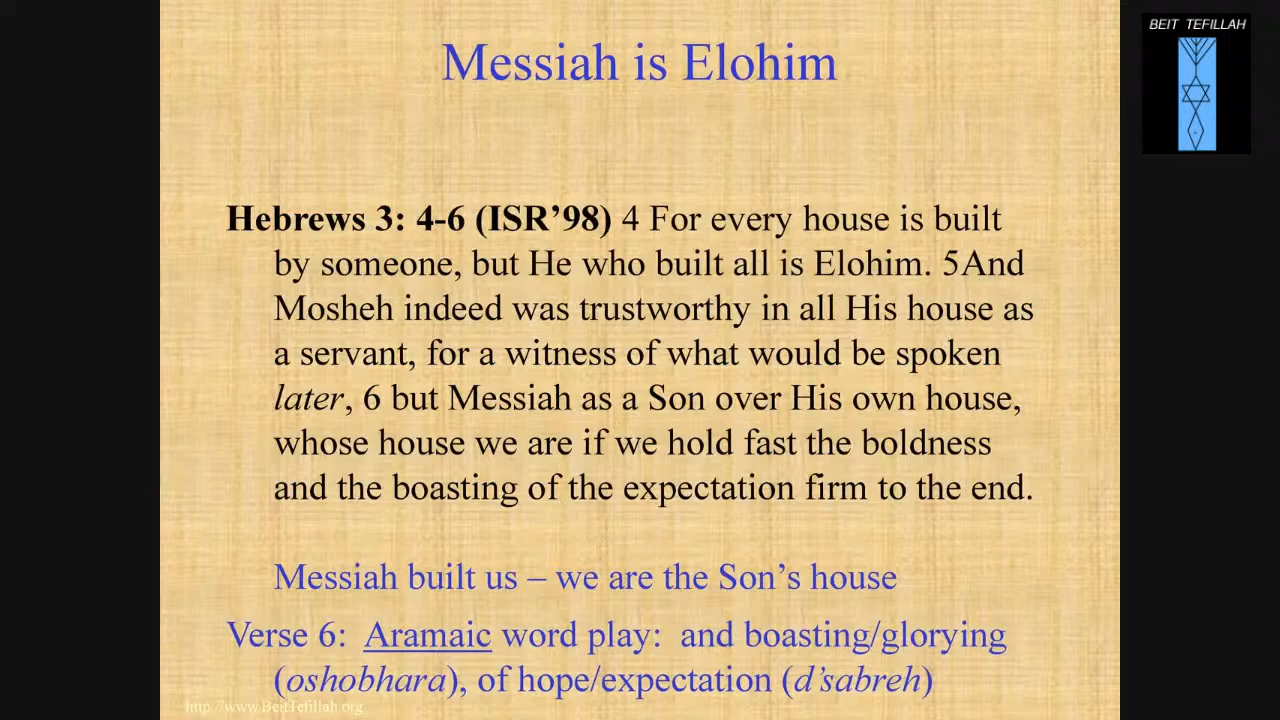 Messiah is Elohim
BEIT TEFILLAH
Hebrews 3: 4-6 (ISR’98) 4 For every house is built
by someone, but He who built all is Elohim. 5And
Mosheh indeed was trustworthy in all His house as
a servant, for a witness of what would be spoken
later, 6 but Messiah as a Son over His own house,
whose house we are if we hold fast the boldness
and the boasting of the expectation firm to the end.
Messiah built us – we are the Son’s house
Verse 6: Aramaic word play: and boasting/glorying
(oshobhara), of hope/expectation (d’sabreh)
http://www.BeitTefillah.org